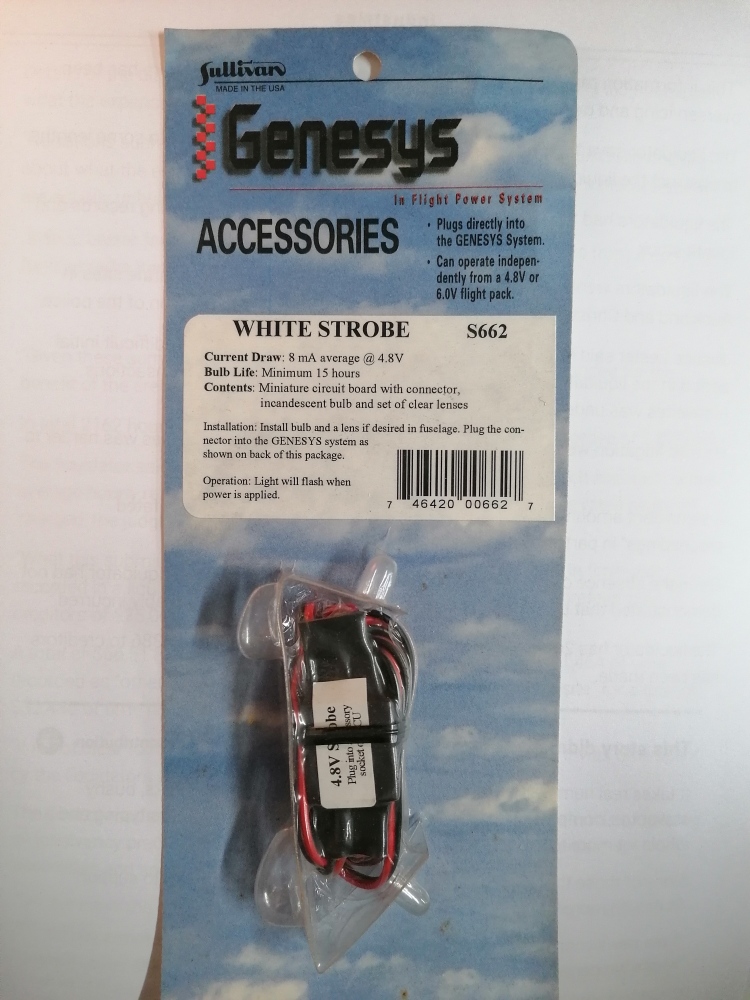 Sullivan
MADE IN THE USA
Genesys
In Flight Power System
ACCESSORIES
· Plugs directly into
the GENESYS System.
· Can operate indepen-
dently from a 4.8V or
6.0V flight pack.
WHITE STROBE S662
Current Draw: 8 mA average @ 4.8V
Bulb Life: Minimum 15 hours
Contents: Miniature circuit board with connector,
incandescent bulb and set of clear lenses
Installation: Install bulb and a lens if desired in fuselage. Plug the con-
nector into the GENESYS system as
shown on back of this package.
Operation: Light will flash when
power is applied.
7 46420 00662 7
4.8V
Plug into
socket